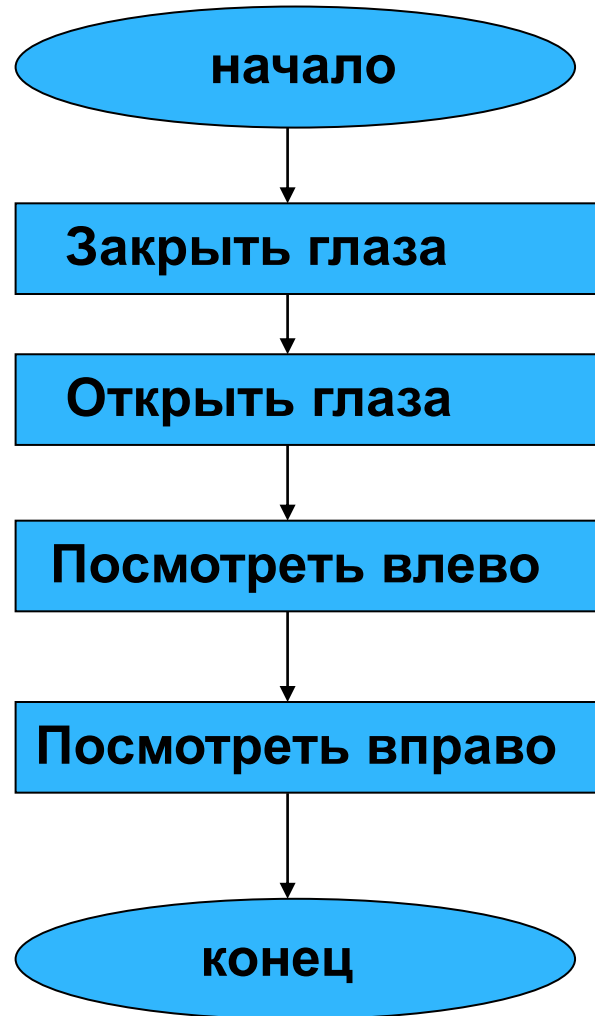 начало
Закрыть глаза
Открыть глаза
Посмотреть влево
Посмотреть вправо
конец